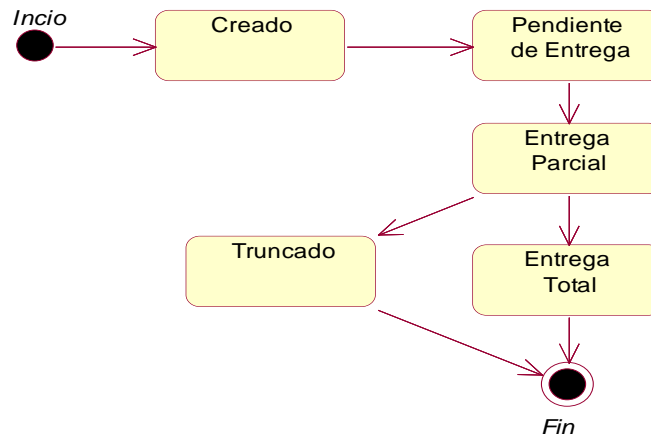 Incio
Creado
Pendiente
de Entrega
Entrega
Parcial
Truncado
Entrega
Total
Fin